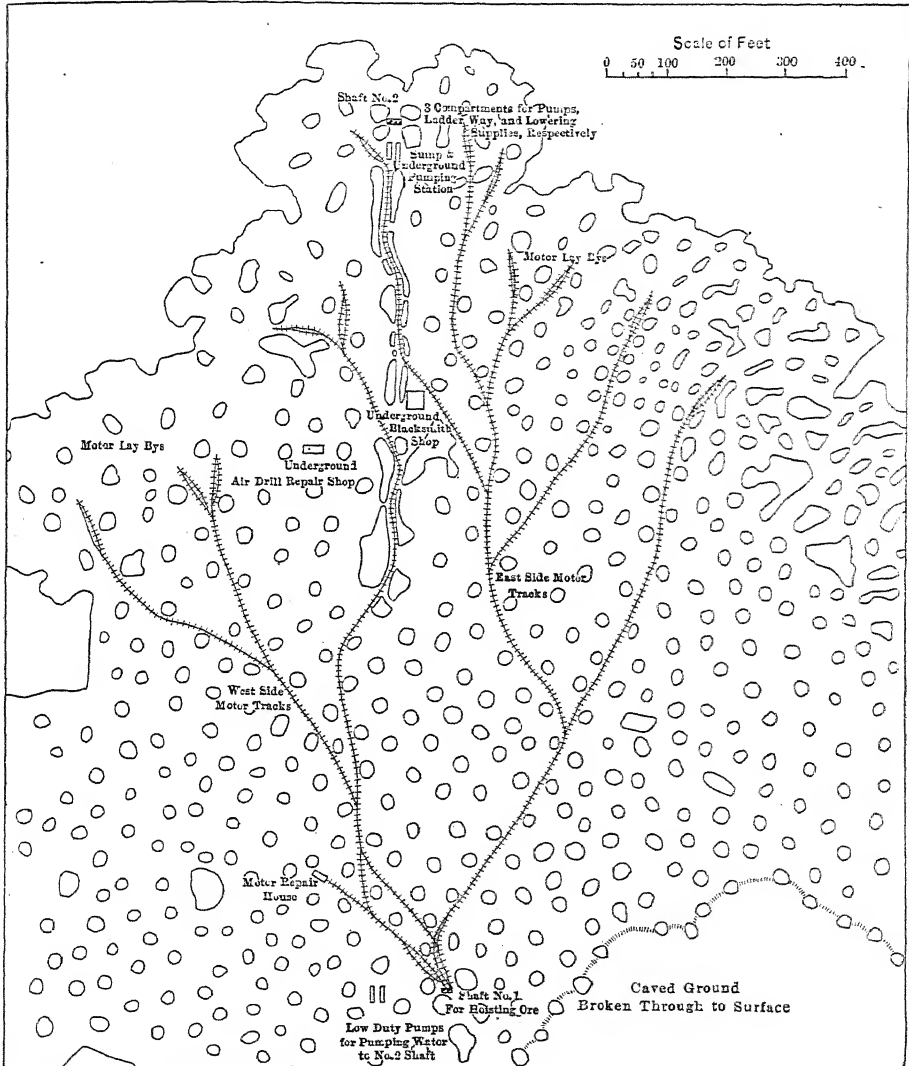 Scale of Feet
0 50 100 200 300 400
Shaft No.2
3 Compartments for Pumps,
Ladder Way, and Lowering
Supplies, Respectively
Sump &
Underground
Pumping
Station
Motor Lay Bys
Underground
Blacksmith
Shop
Motor Lay Bys
Underground
Air Drill Repair Shop
East Side Motor
Tracks
West Side
Motor Tracks
Motor Repair
House
Shaft No.1
For Hoisting Ore
Caved Ground
Broken Through to Surface
Low Duty Pumps
for Pumping Water
to No.2 Shaft